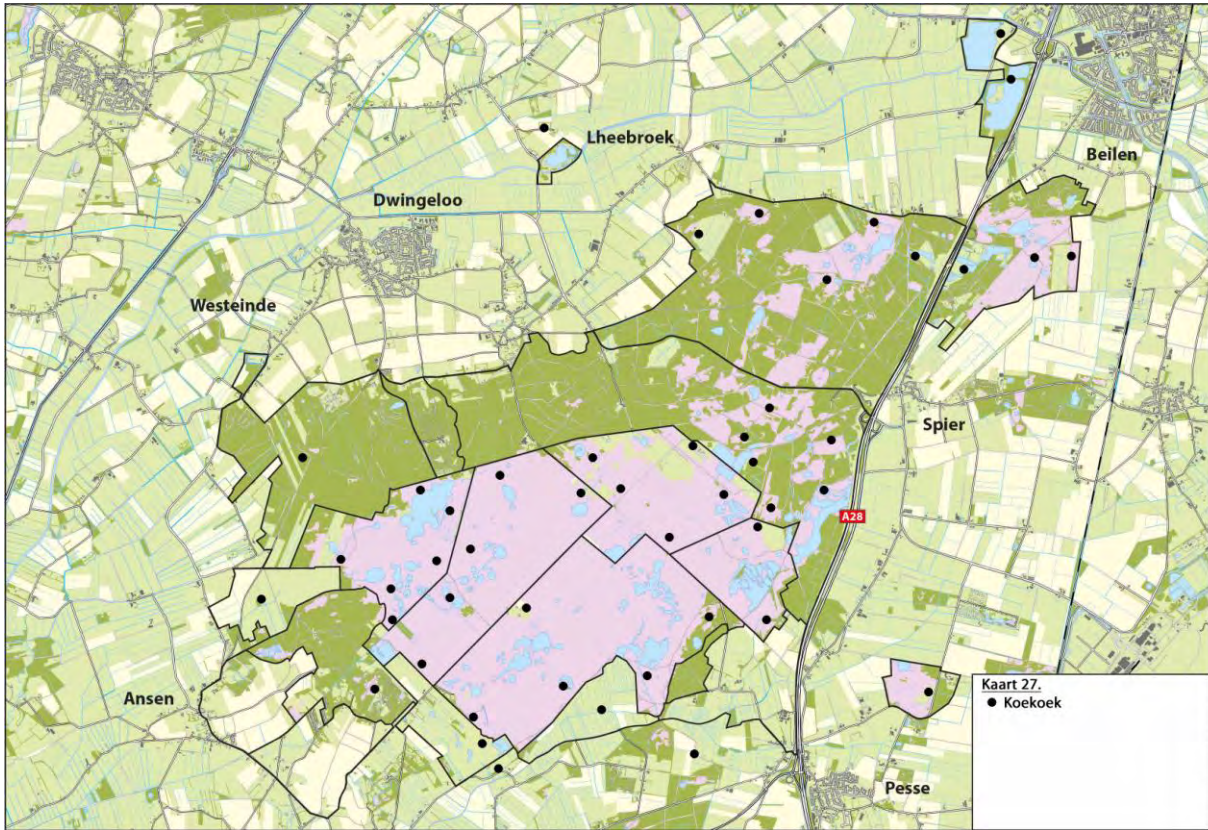 Lheebroek
Beilen
Dwingeloo
Westeinde
Spier
A28
Ansen
Kaart 27.
Koekoek
Pesse